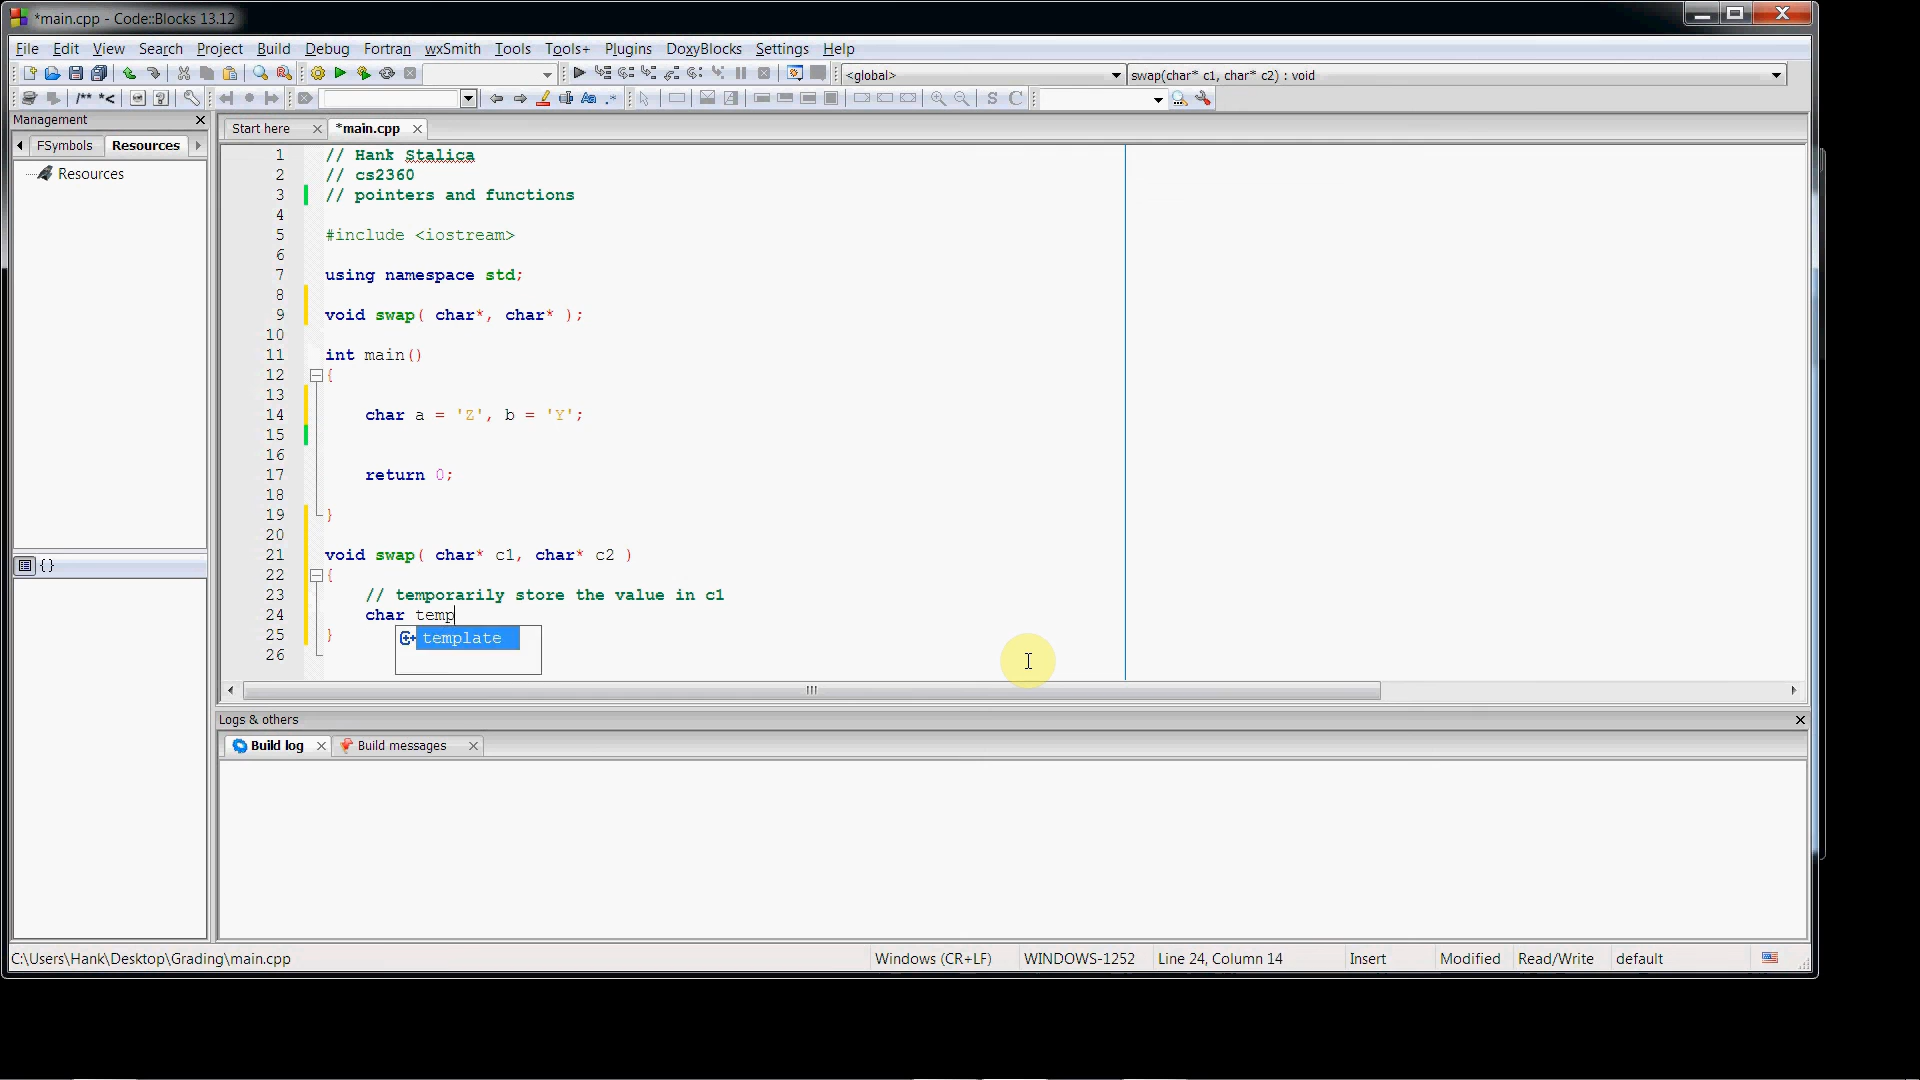 *main.cpp - Code::Blocks 13.12
File Edit View Search Project Build Debug Fortran wxSmith Tools Tools+ Plugins DoxyBlocks Settings Help
<global> swap(char* c1, char* c2) : void
/** *<
Management
FSymbols Resources
Resources
{}
Start here *main.cpp
1 // Hank Stalica
2 // cs2360
3 // pointers and functions
4
5 #include <iostream>
6
7 using namespace std;
8
9 void swap( char*, char* );
10
11 int main()
12 {
13
14 char a = 'Z', b = 'Y';
15
16
17 return 0;
18
19 }
20
21 void swap( char* c1, char* c2 )
22 {
23 // temporarily store the value in c1
24 char temp
template
25 }
26
Logs & others
Build log Build messages
C:\Users\Hank\Desktop\Grading\main.cpp Windows (CR+LF) WINDOWS-1252 Line 24, Column 14 Insert Modified Read/Write default